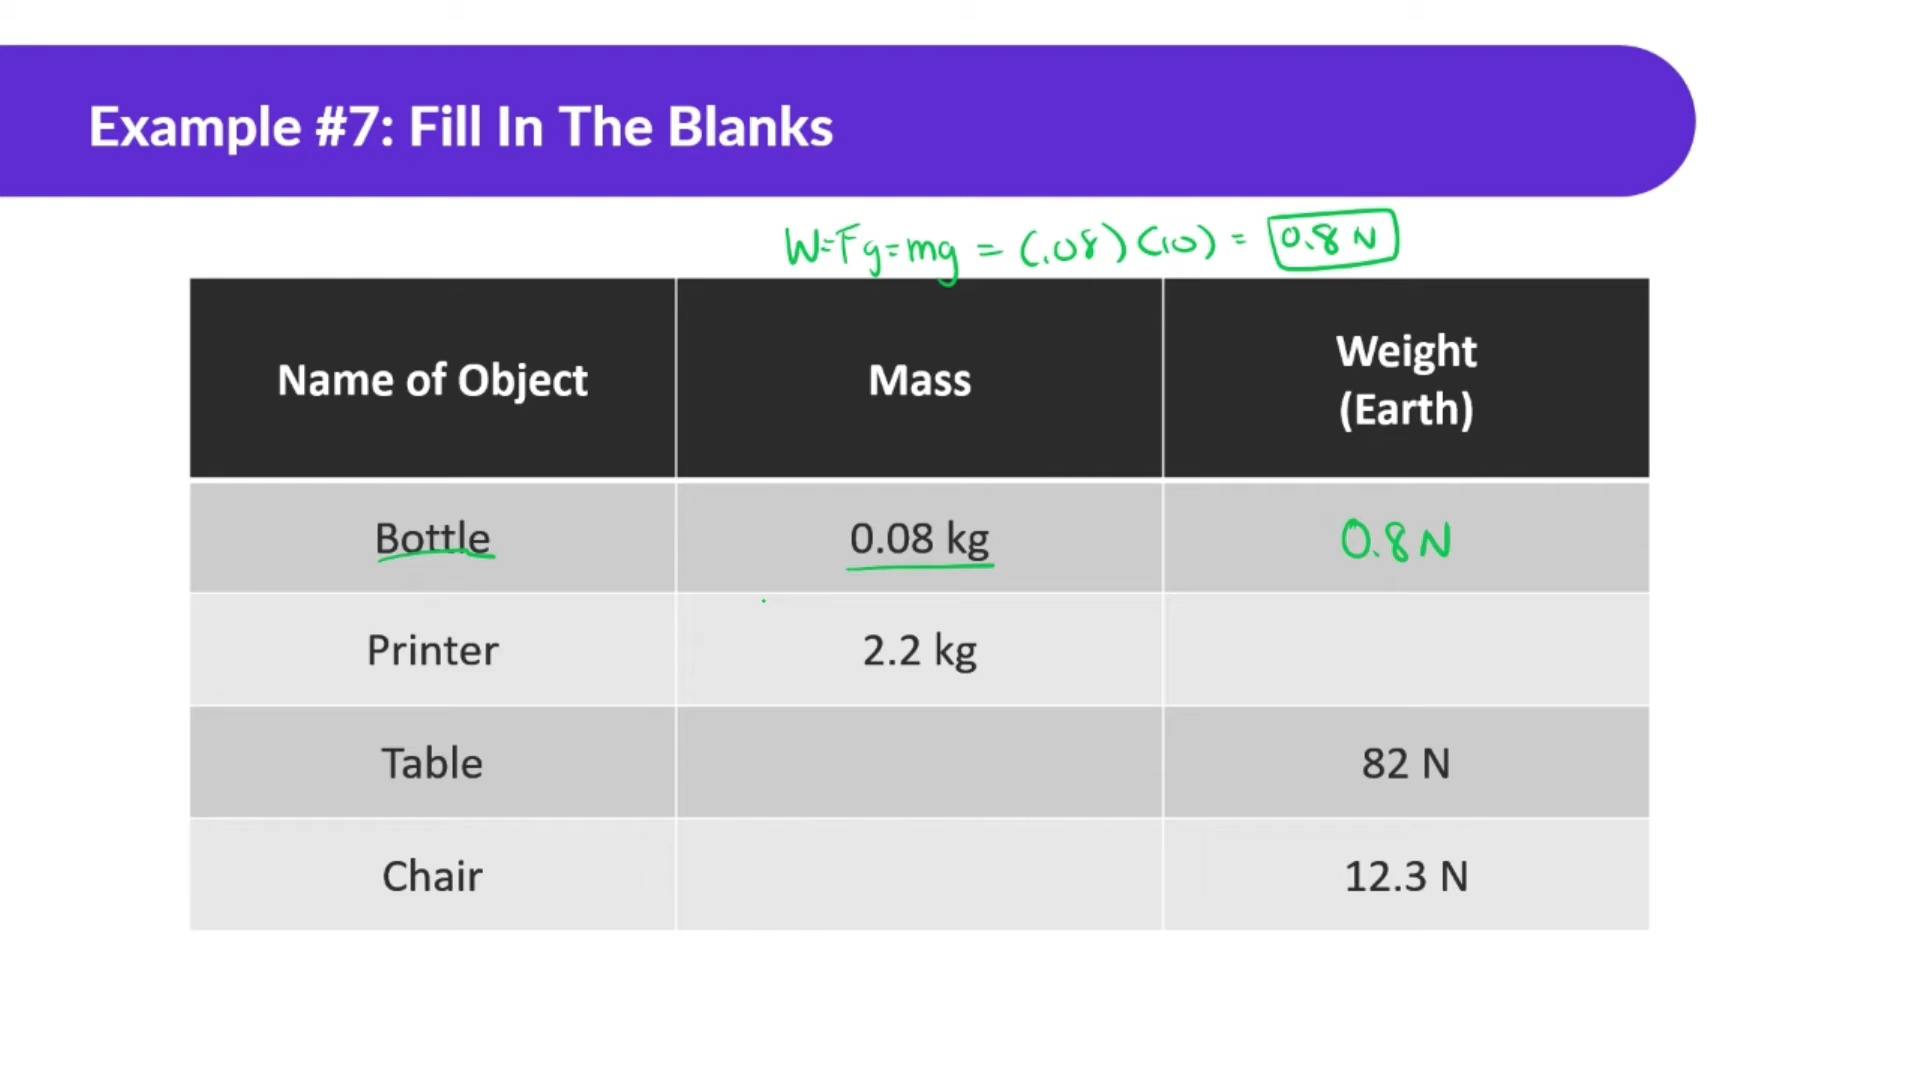 Example #7: Fill In The Blanks
W=Fg=mg = (.08)(10) = 0.8 N
Name of Object Mass Weight (Earth)
Bottle 0.08 kg 0.8 N
Printer 2.2 kg
Table 82 N
Chair 12.3 N